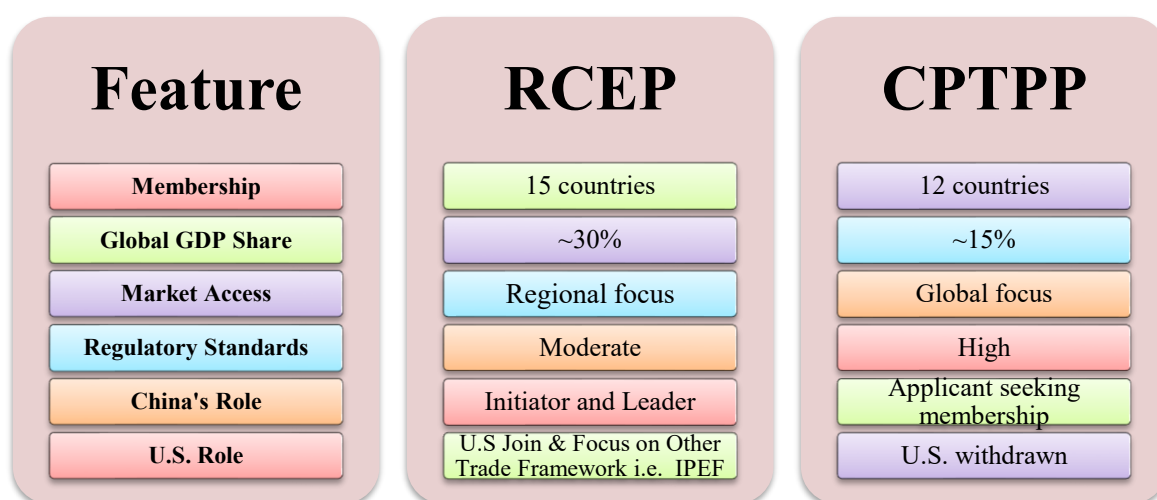 Feature
Membership
Global GDP Share
Market Access
Regulatory Standards
China's Role
U.S. Role
RCEP
15 countries
~30%
Regional focus
Moderate
Initiator and Leader
U.S Join & Focus on Other
Trade Framework i.e. IPEF
CPTPP
12 countries
~15%
Global focus
High
Applicant seeking
membership
U.S. withdrawn